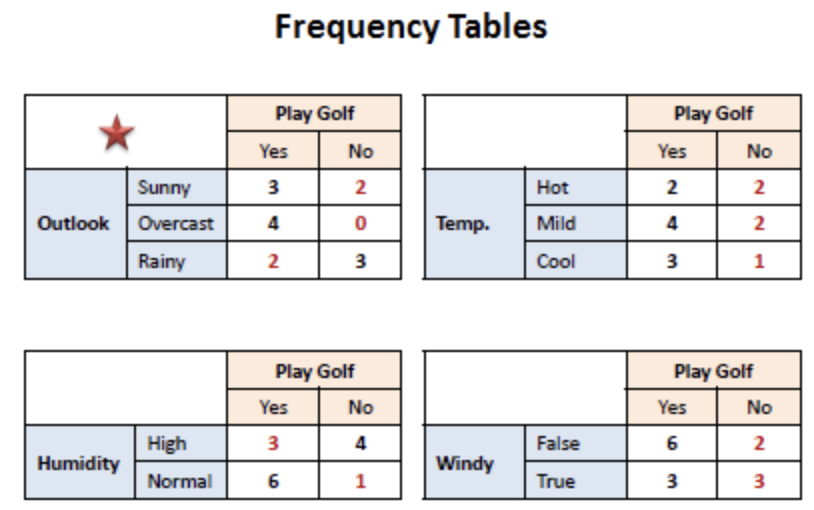 Frequency Tables
Play Golf
Yes No
Outlook
Sunny 3 2
Overcast 4 0
Rainy 2 3
Play Golf
Yes No
Temp.
Hot 2 2
Mild 4 2
Cool 3 1
Play Golf
Yes No
Humidity
High 3 4
Normal 6 1
Play Golf
Yes No
Windy
False 6 2
True 3 3